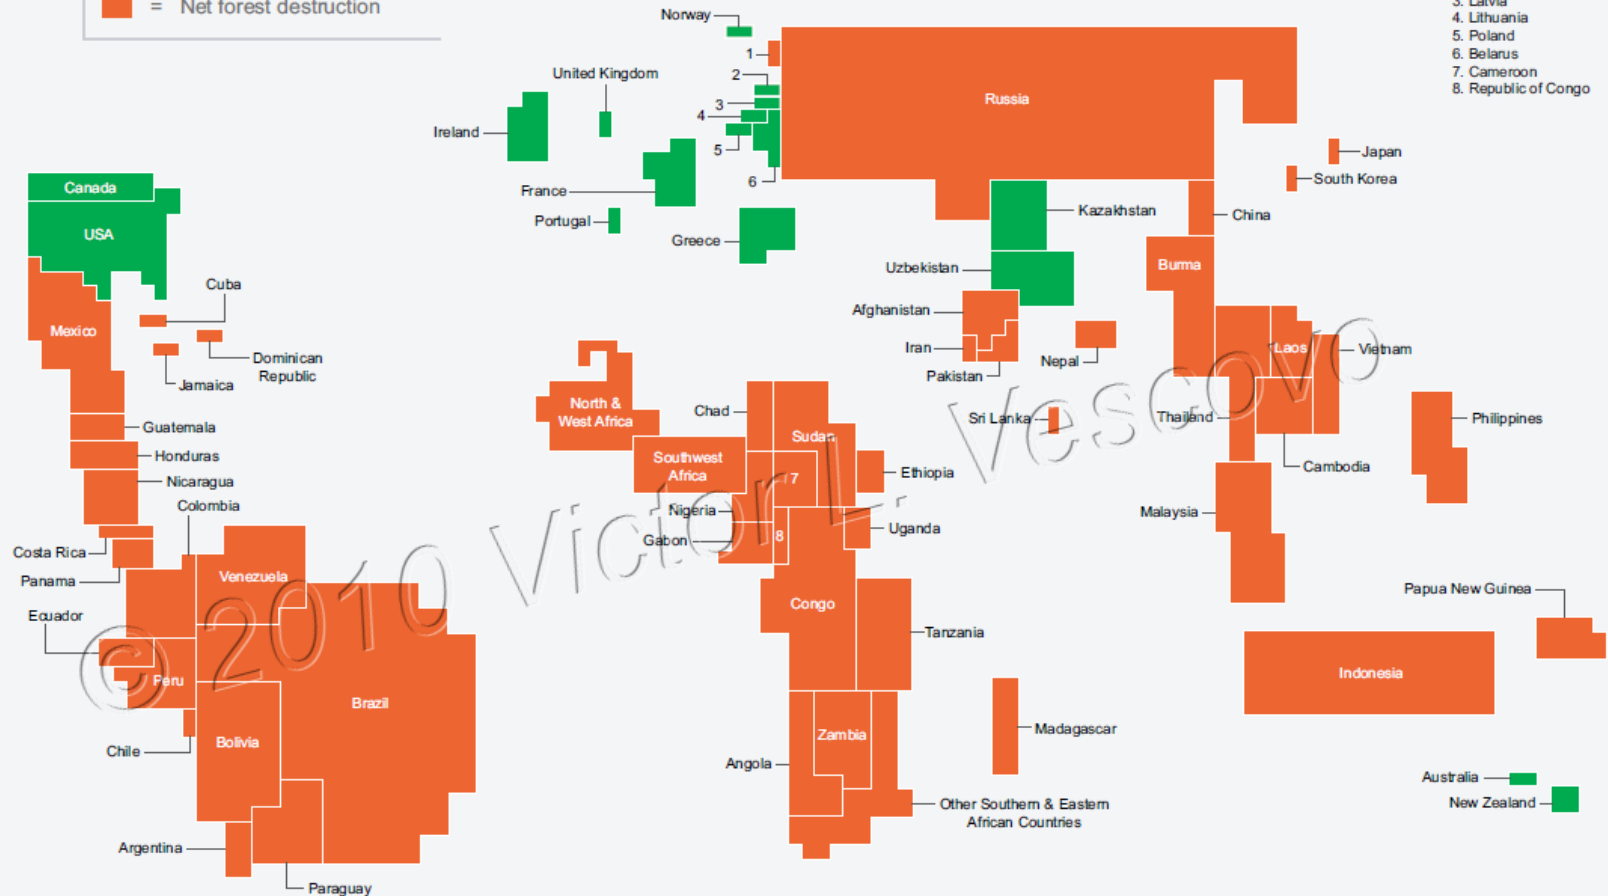 = Net forest destruction
3. Latvia
4. Lithuania
5. Poland
6. Belarus
7. Cameroon
8. Republic of Congo
Norway
1
2
3
4
5
6
United Kingdom
Ireland
France
Portugal
Greece
Russia
Japan
South Korea
Kazakhstan
China
Uzbekistan
Burma
Afghanistan
Iran
Pakistan
Nepal
Laos
Vietnam
Sri Lanka
Thailand
Cambodia
Philippines
Malaysia
Papua New Guinea
Indonesia
Australia
New Zealand
Canada
USA
Mexico
Cuba
Dominican
Republic
Jamaica
Guatemala
Honduras
Nicaragua
Colombia
Costa Rica
Panama
Ecuador
Venezuela
Peru
Brazil
Chile
Bolivia
Argentina
Paraguay
North &
West Africa
Chad
Sudan
Southwest
Africa
7
Ethiopia
Nigeria
Gabon
8
Uganda
Congo
Tanzania
Angola
Zambia
Madagascar
Other Southern & Eastern
African Countries
© 2010 Victor L. Vescovo